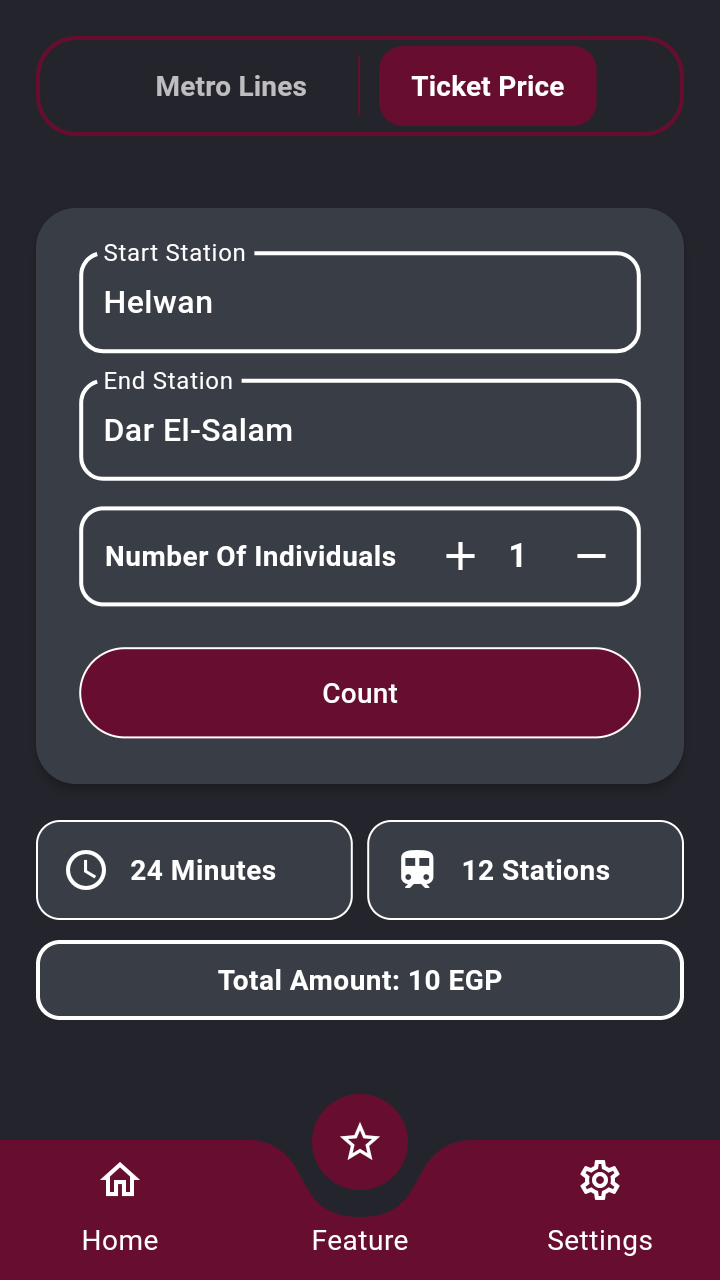 Metro Lines
Ticket Price
Start Station
Helwan
End Station
Dar El-Salam
Number Of Individuals + 1 −
Count
24 Minutes
12 Stations
Total Amount: 10 EGP
Home
Feature
Settings